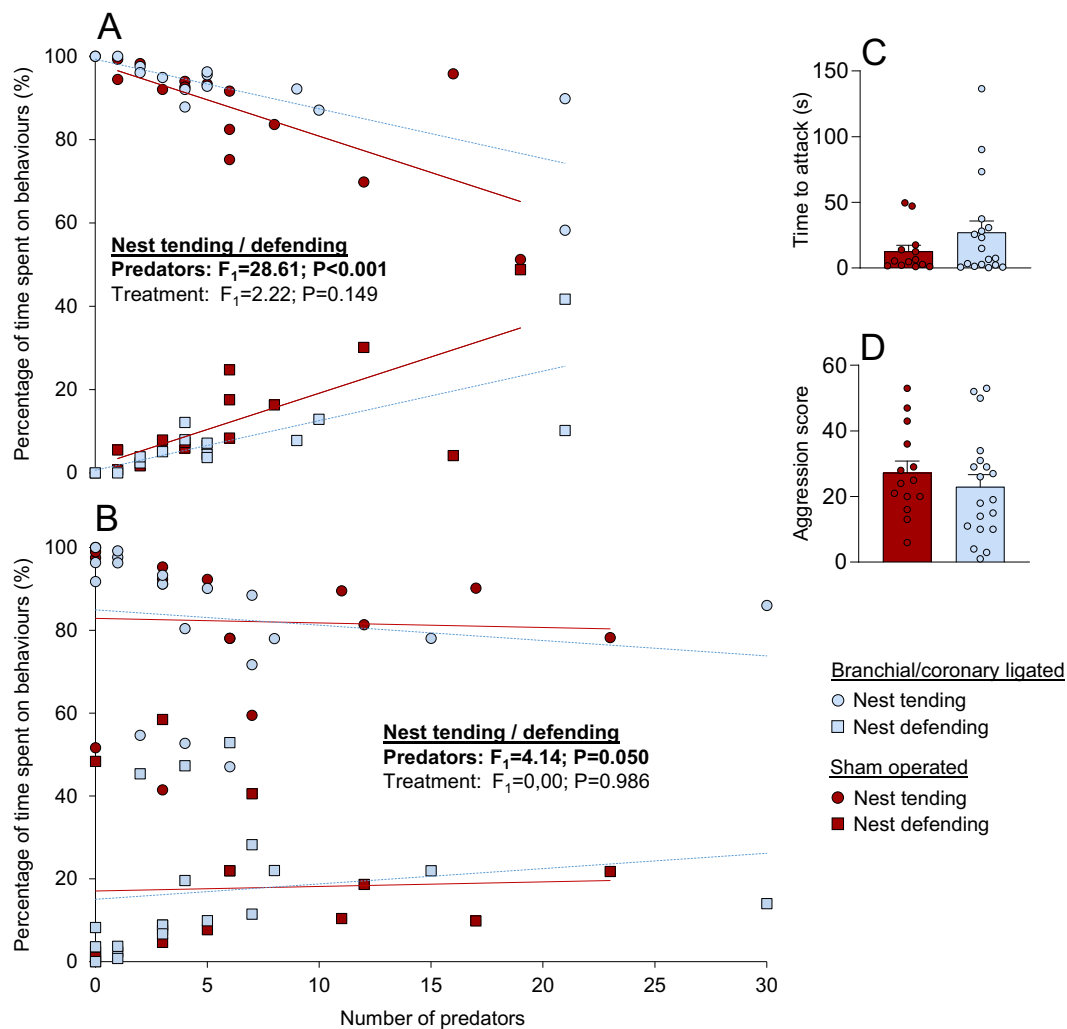 A
Percentage of time spent on behaviours (%)
100
80
60
40
20
0
Nest tending / defending
Predators: F1=28.61; P<0.001
Treatment: F1=2.22; P=0.149
B
Percentage of time spent on behaviours (%)
100
80
60
40
20
0
Nest tending / defending
Predators: F1=4.14; P=0.050
Treatment: F1=0,00; P=0.986
0 5 10 15 20 25 30
Number of predators
C
Time to attack (s)
150
100
50
0
D
Aggression score
60
40
20
0
Branchial/coronary ligated
Nest tending
Nest defending
Sham operated
Nest tending
Nest defending